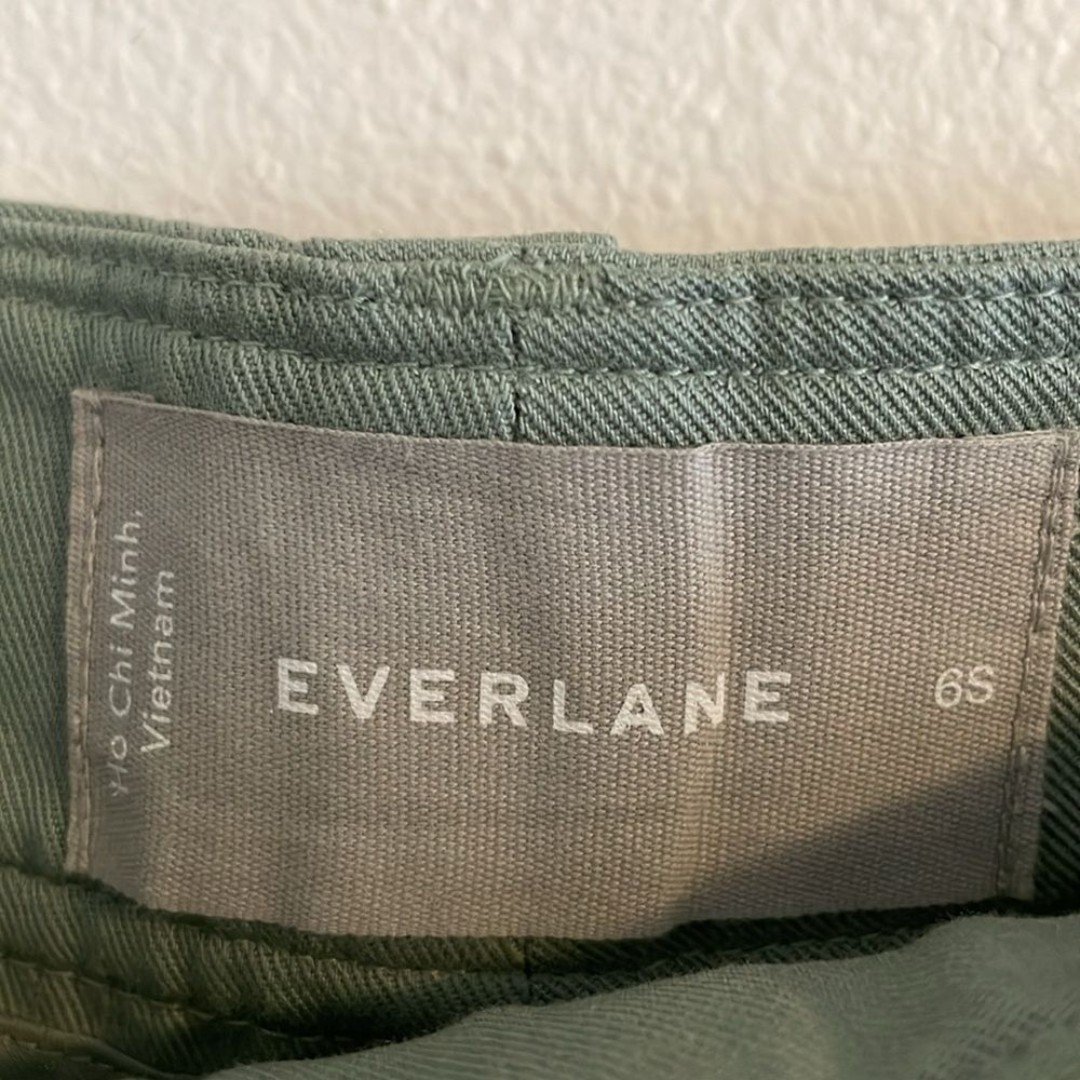 Ho Chi Minh,
Vietnam
EVERLANE
6S